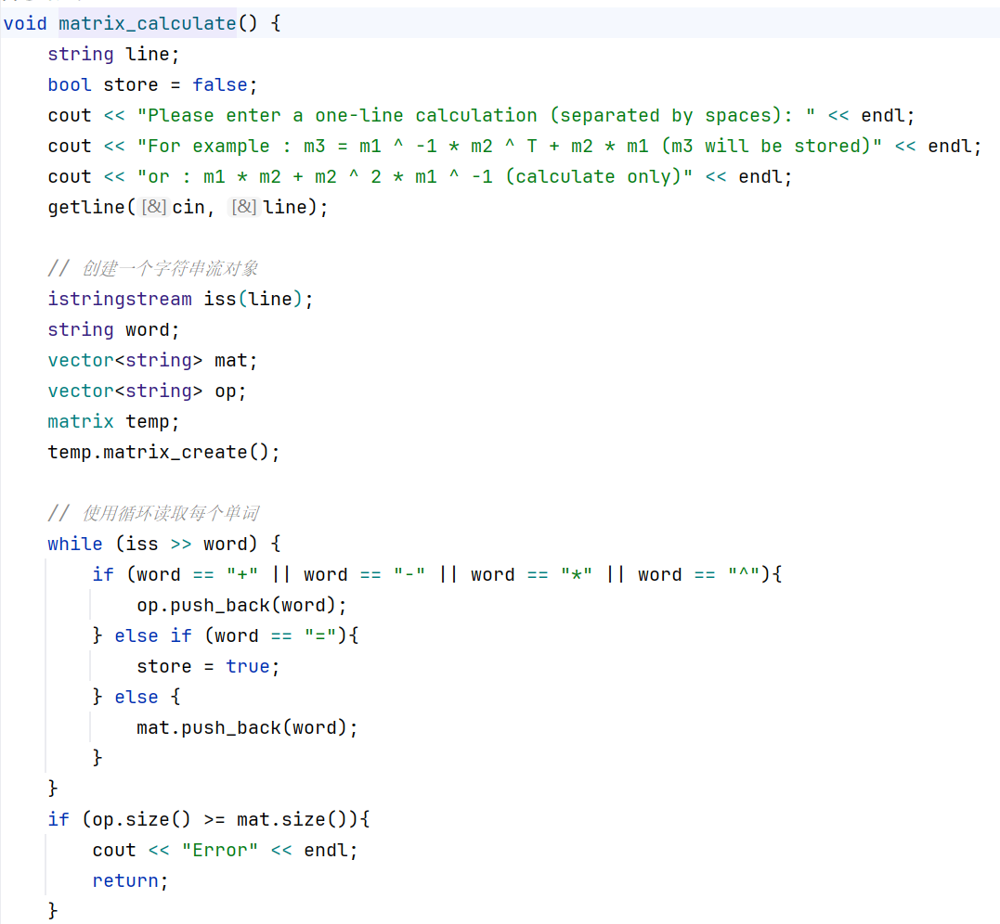 void matrix_calculate() {
    string line;
    bool store = false;
    cout << "Please enter a one-line calculation (separated by spaces): " << endl;
    cout << "For example : m3 = m1 ^ -1 * m2 ^ T + m2 * m1 (m3 will be stored)" << endl;
    cout << "or : m1 * m2 + m2 ^ 2 * m1 ^ -1 (calculate only)" << endl;
    getline([&] cin, [&] line);
    // 创建一个字符串流对象
    istringstream iss(line);
    string word;
    vector<string> mat;
    vector<string> op;
    matrix temp;
    temp.matrix_create();
    // 使用循环读取每个单词
    while (iss >> word) {
        if (word == "+" || word == "-" || word == "*" || word == "^"){
            op.push_back(word);
        } else if (word == "="){
            store = true;
        } else {
            mat.push_back(word);
        }
    }
    if (op.size() >= mat.size()){
        cout << "Error" << endl;
        return;
    }